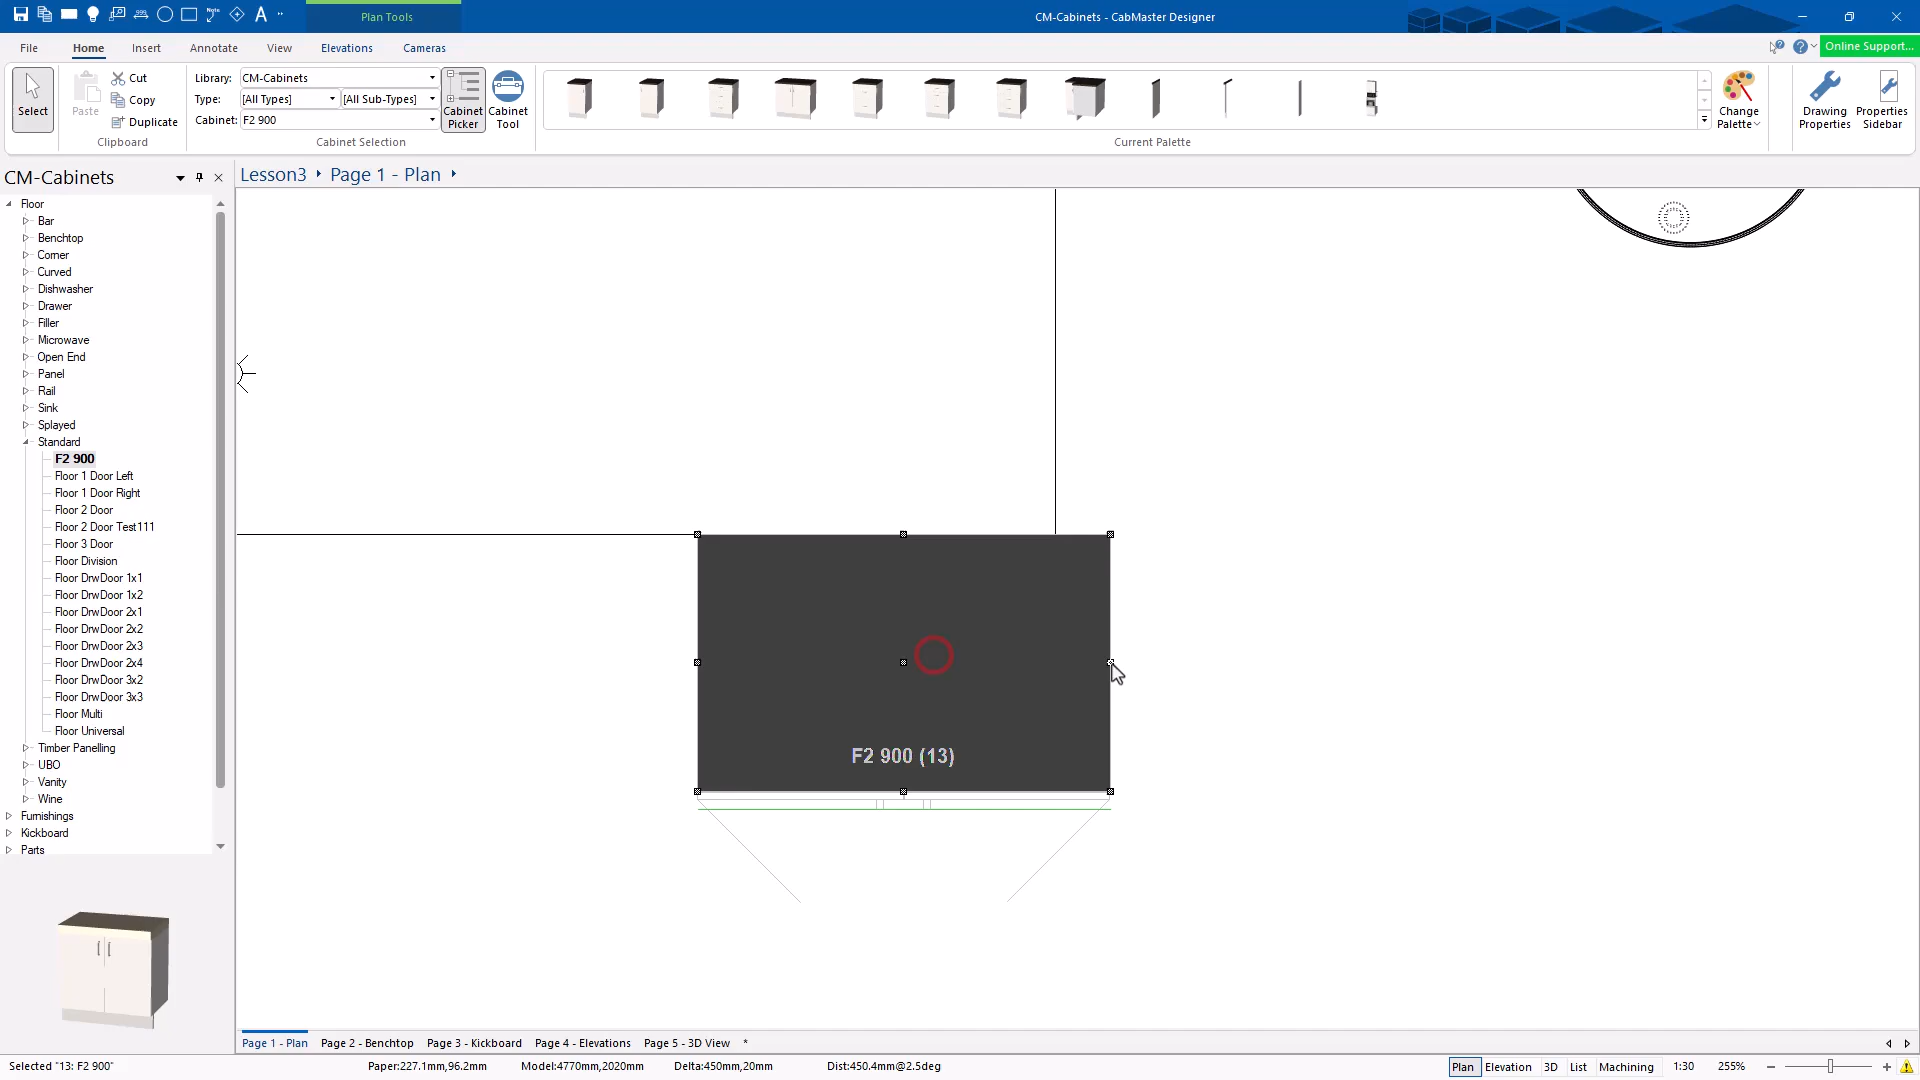 Plan Tools
CM-Cabinets - CabMaster Designer
File
Home
Insert
Annotate
View
Elevations
Cameras
Online Support...
Select
Paste
Cut
Copy
Duplicate
Clipboard
Library: CM-Cabinets
Type: [All Types] [All Sub-Types]
Cabinet: F2 900
Cabinet Selection
Cabinet Picker
Cabinet Tool
Current Palette
Change Palette
Drawing Properties
Properties Sidebar
CM-Cabinets
Lesson3
Page 1 - Plan
Floor
Bar
Benchtop
Corner
Curved
Dishwasher
Drawer
Filler
Microwave
Open End
Panel
Rail
Sink
Splayed
Standard
F2 900
Floor 1 Door Left
Floor 1 Door Right
Floor 2 Door
Floor 2 Door Test111
Floor 3 Door
Floor Division
Floor DrwDoor 1x1
Floor DrwDoor 1x2
Floor DrwDoor 2x1
Floor DrwDoor 2x2
Floor DrwDoor 2x3
Floor DrwDoor 2x4
Floor DrwDoor 3x2
Floor DrwDoor 3x3
Floor Multi
Floor Universal
Timber Panelling
UBO
Vanity
Wine
Furnishings
Kickboard
Parts
F2 900 (13)
Page 1 - Plan
Page 2 - Benchtop
Page 3 - Kickboard
Page 4 - Elevations
Page 5 - 3D View
*
Selected "13: F2 900"
Paper:227.1mm,96.2mm
Model:4770mm,2020mm
Delta:450mm,20mm
Dist:450.4mm@2.5deg
Plan
Elevation
3D
List
Machining
1:30
255%